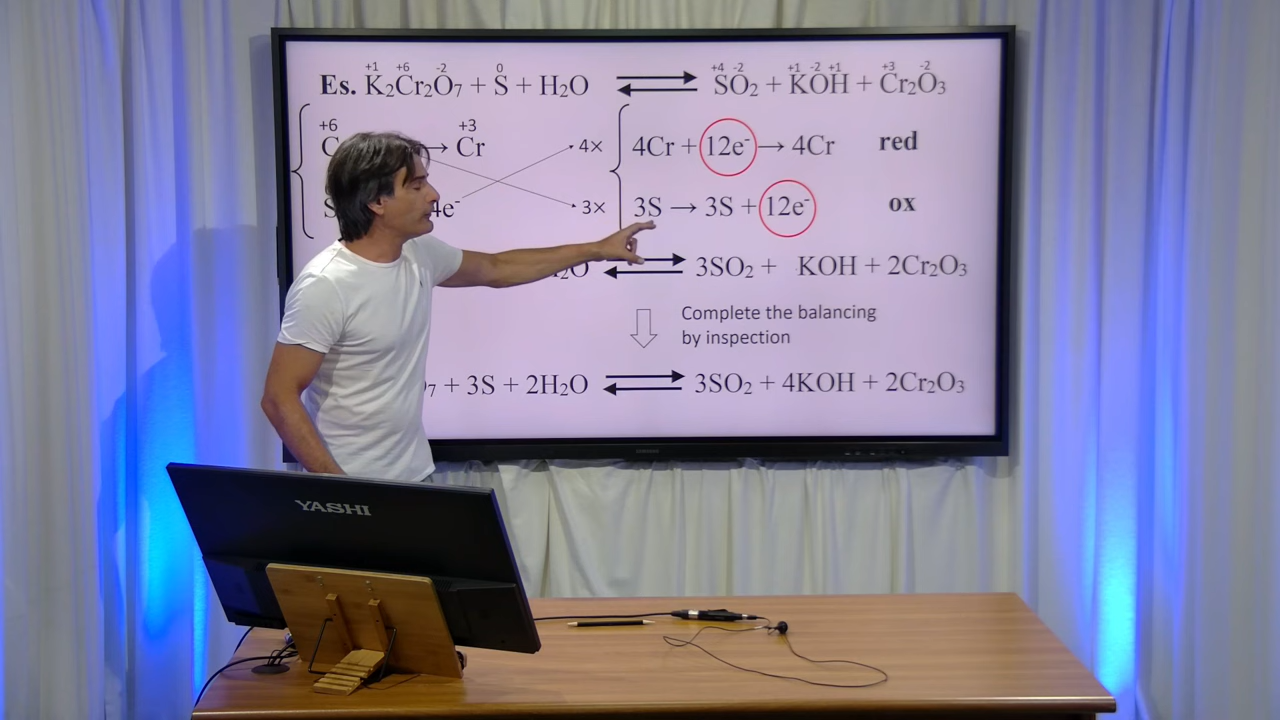 +1 +6 -2 0 +4 -2 +1 -2 +1 +3 -2
Es. K₂Cr₂O₇ + S + H₂O ⇄ SO₂ + KOH + Cr₂O₃
+6 +3
C → Cr 4× 4Cr + 12e⁻ → 4Cr red
S 4e⁻ 3× 3S → 3S + 12e⁻ ox
₂O ⇄ 3SO₂ + KOH + 2Cr₂O₃
Complete the balancing
by inspection
₇ + 3S + 2H₂O ⇄ 3SO₂ + 4KOH + 2Cr₂O₃
YASHI